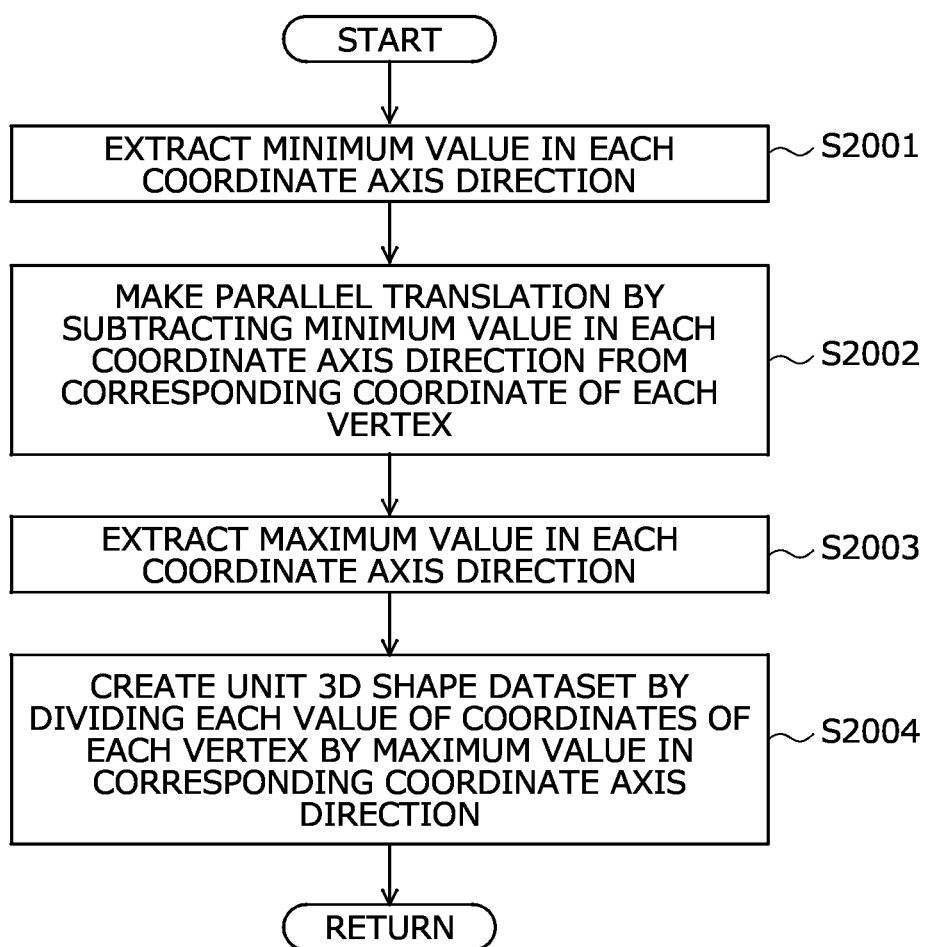 START
EXTRACT MINIMUM VALUE IN EACH
COORDINATE AXIS DIRECTION
S2001
MAKE PARALLEL TRANSLATION BY
SUBTRACTING MINIMUM VALUE IN EACH
COORDINATE AXIS DIRECTION FROM
CORRESPONDING COORDINATE OF EACH
VERTEX
S2002
EXTRACT MAXIMUM VALUE IN EACH
COORDINATE AXIS DIRECTION
S2003
CREATE UNIT 3D SHAPE DATASET BY
DIVIDING EACH VALUE OF COORDINATES OF
EACH VERTEX BY MAXIMUM VALUE IN
CORRESPONDING COORDINATE AXIS
DIRECTION
S2004
RETURN